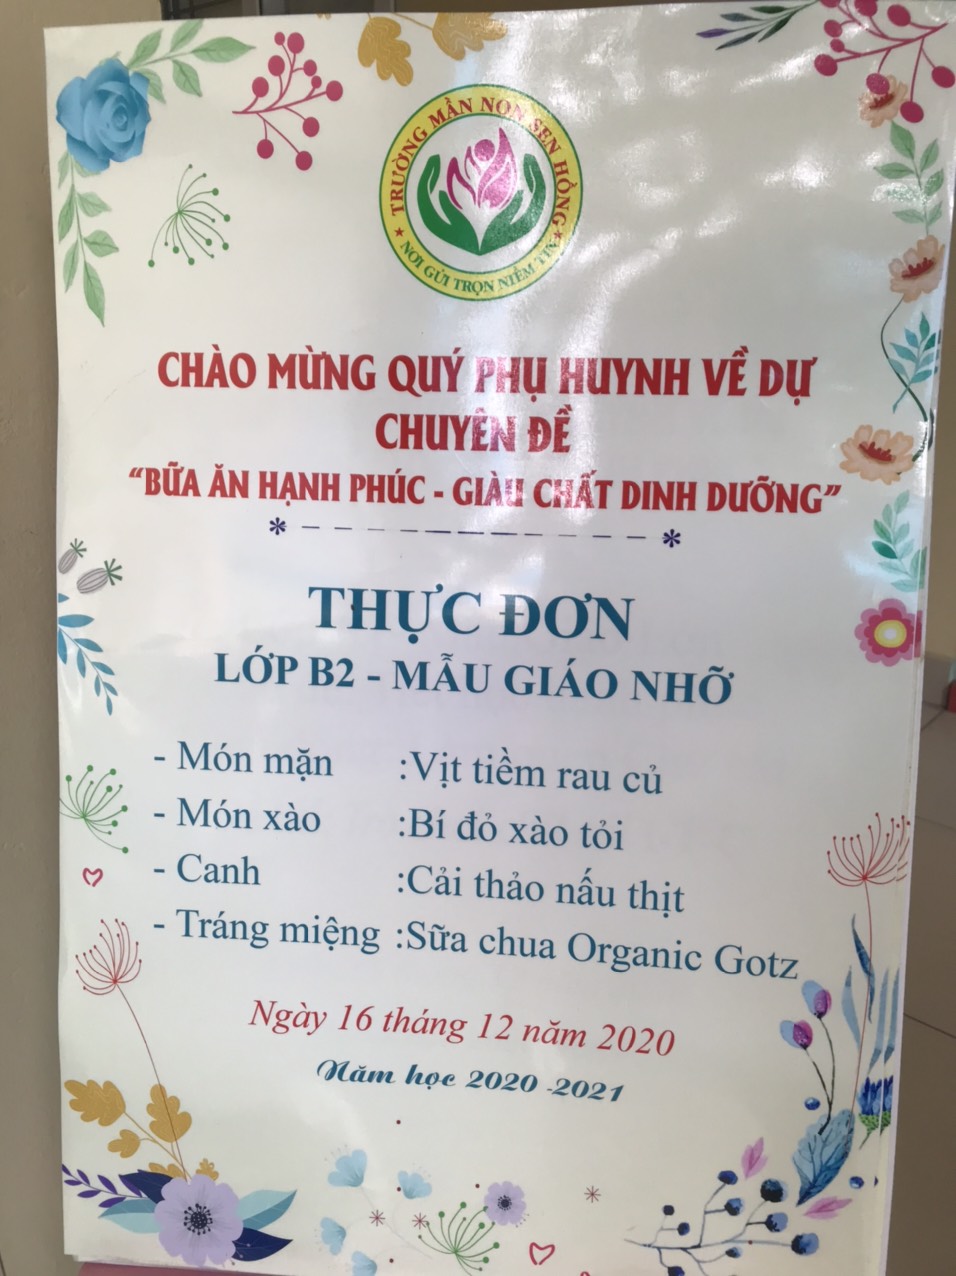 TRƯỜNG MẦN NON SEN HỒNG
NƠI GỬI TRỌN NIỀM TIN
CHÀO MỪNG QUÝ PHỤ HUYNH VỀ DỰ
CHUYÊN ĐỀ
“BỮA ĂN HẠNH PHÚC - GIÀU CHẤT DINH DƯỠNG”
THỰC ĐƠN
LỚP B2 - MẪU GIÁO NHỠ
- Món mặn :Vịt tiềm rau củ
- Món xào :Bí đỏ xào tỏi
- Canh :Cải thảo nấu thịt
- Tráng miệng :Sữa chua Organic Gotz
Ngày 16 tháng 12 năm 2020
Năm học 2020 -2021